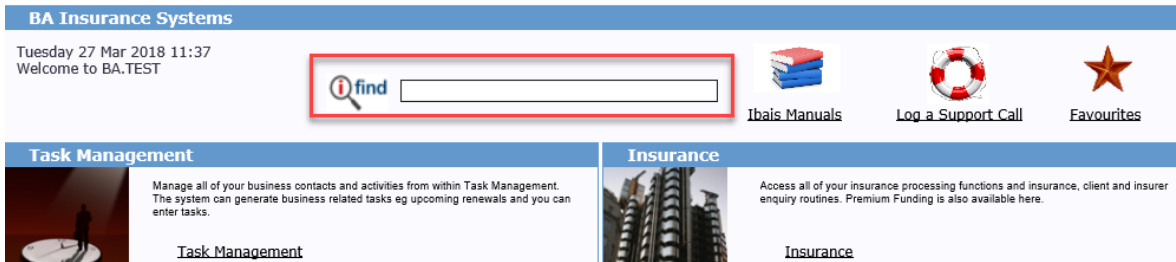 BA Insurance Systems
Tuesday 27 Mar 2018 11:37
Welcome to BA.TEST
i find
Ibais Manuals
Log a Support Call
Favourites
Task Management
Manage all of your business contacts and activities from within Task Management.
The system can generate business related tasks eg upcoming renewals and you can
enter tasks.
Task Management
Insurance
Access all of your insurance processing functions and insurance, client and insurer
enquiry routines. Premium Funding is also available here.
Insurance